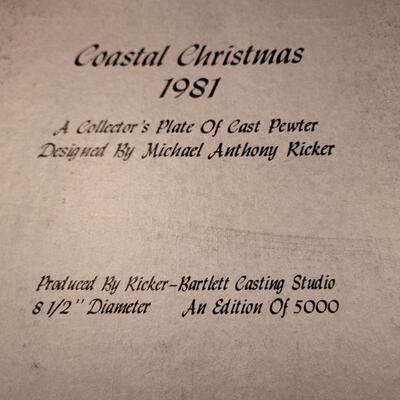 Coastal Christmas
1981
A Collector's Plate Of Cast Pewter
Designed By Michael Anthony Ricker
Produced By Ricker-Bartlett Casting Studio
8 1/2" Diameter An Edition Of 5000